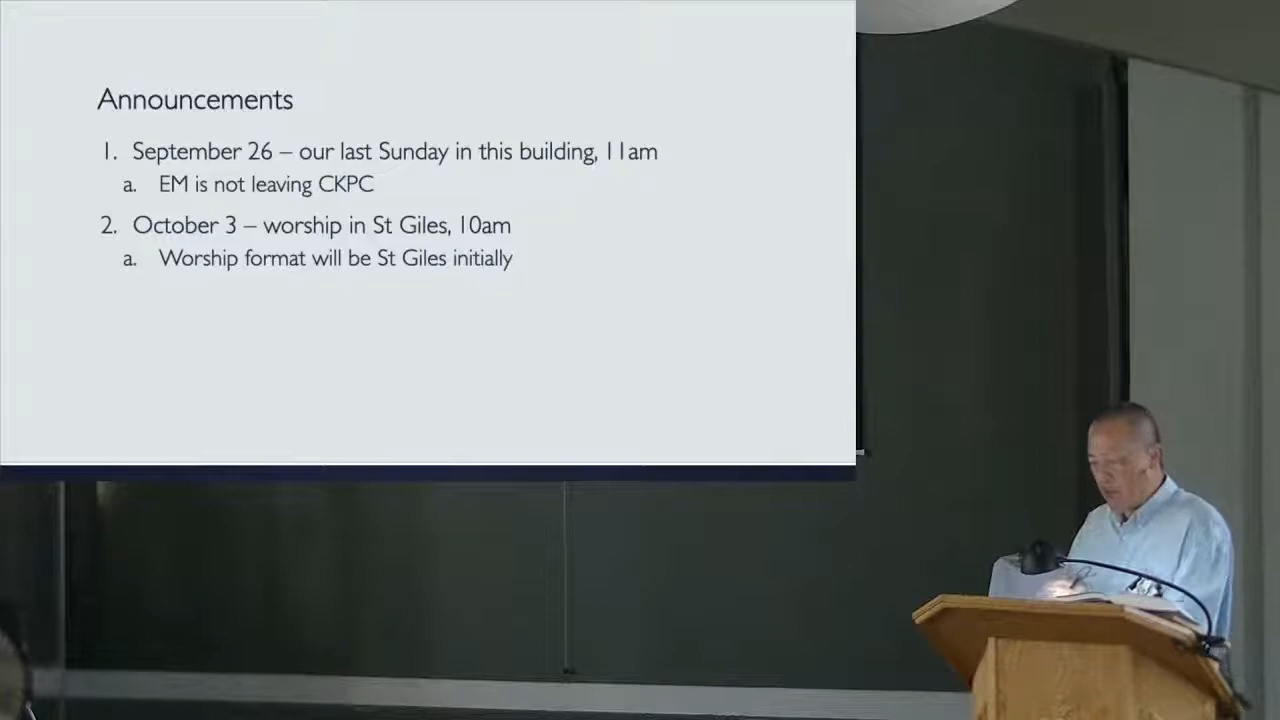 Announcements
1. September 26 – our last Sunday in this building, 11am
a. EM is not leaving CKPC
2. October 3 – worship in St Giles, 10am
a. Worship format will be St Giles initially